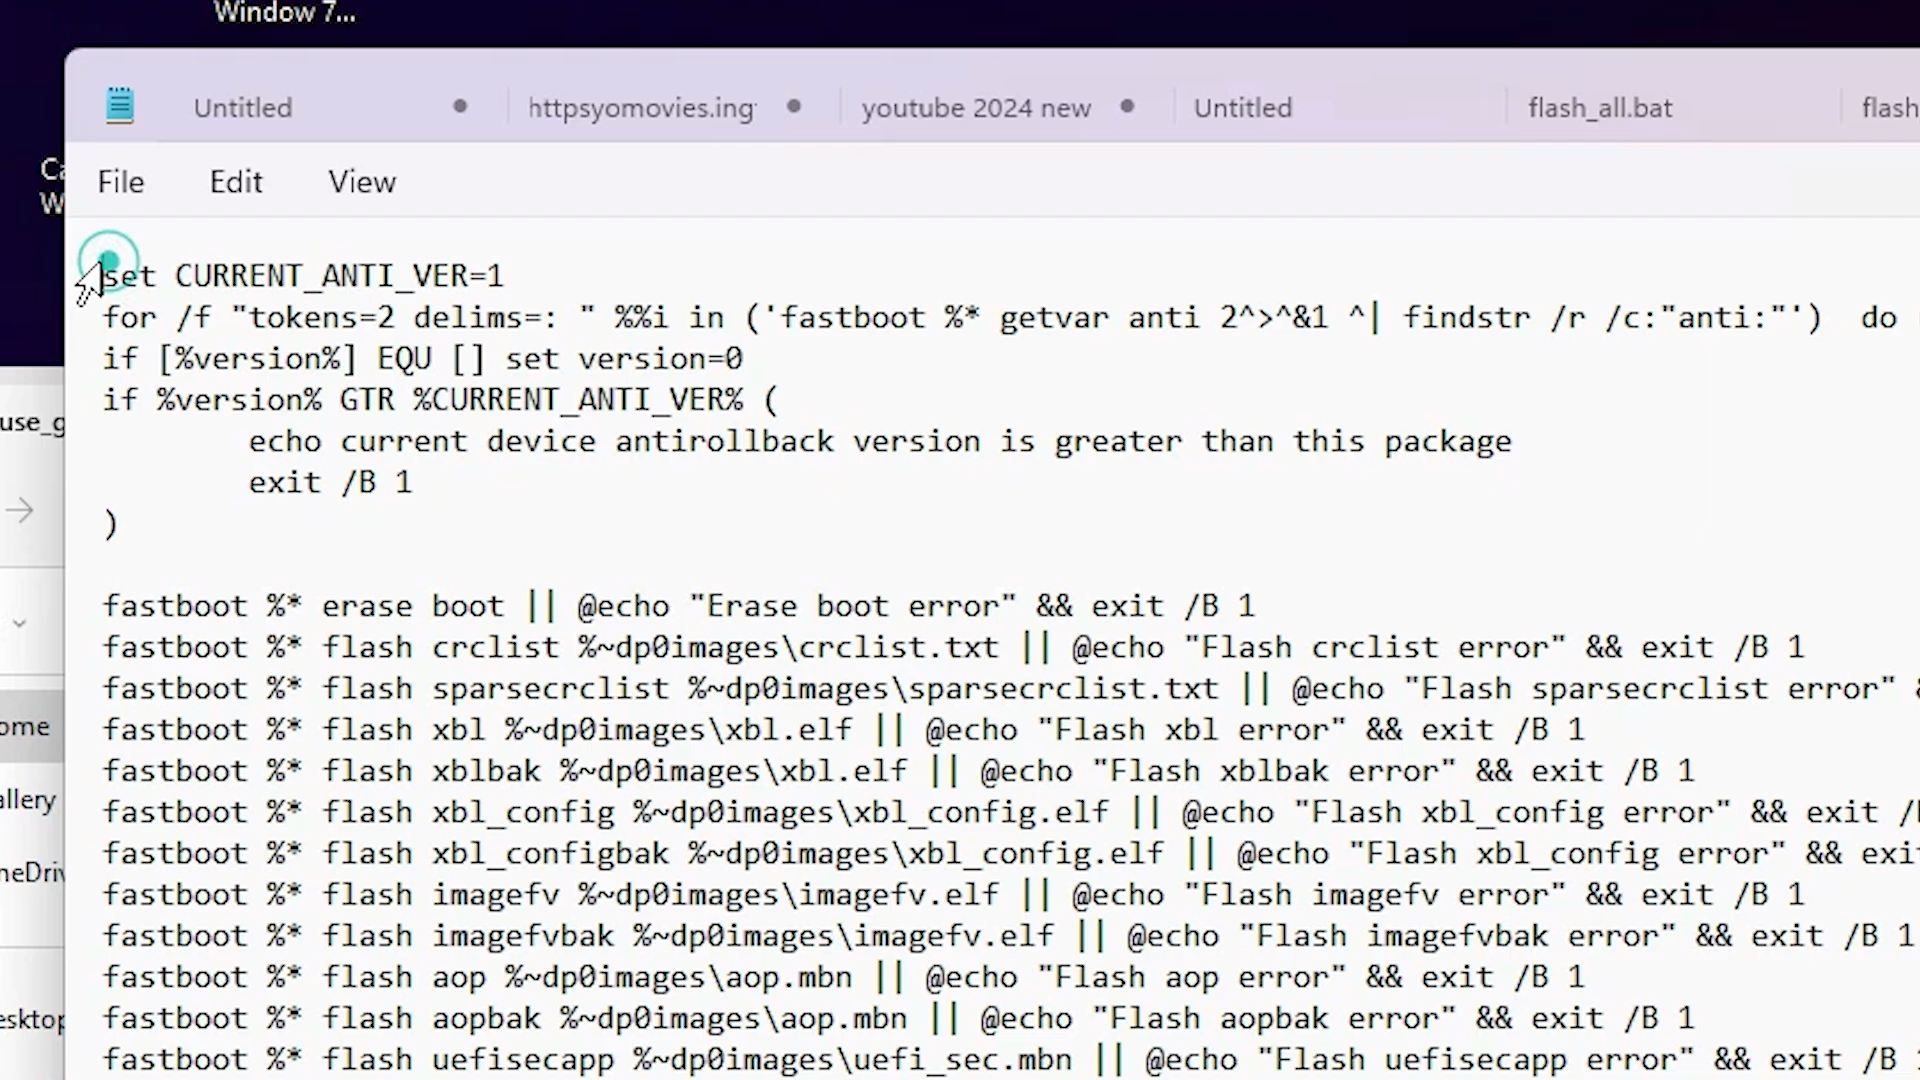 Window 7...
Untitled
httpsyomovies.ing
youtube 2024 new
Untitled
flash_all.bat
flash
Ca
W
File Edit View
set CURRENT_ANTI_VER=1
for /f "tokens=2 delims=: " %%i in ('fastboot %* getvar anti 2^>^&1 ^| findstr /r /c:"anti:"') do
if [%version%] EQU [] set version=0
if %version% GTR %CURRENT_ANTI_VER% (
echo current device antirollback version is greater than this package
exit /B 1
)
use_g
ome
allery
neDriv
esktop
fastboot %* erase boot || @echo "Erase boot error" && exit /B 1
fastboot %* flash crclist %~dp0images\crclist.txt || @echo "Flash crclist error" && exit /B 1
fastboot %* flash sparsecrclist %~dp0images\sparsecrclist.txt || @echo "Flash sparsecrclist error" &
fastboot %* flash xbl %~dp0images\xbl.elf || @echo "Flash xbl error" && exit /B 1
fastboot %* flash xblbak %~dp0images\xbl.elf || @echo "Flash xblbak error" && exit /B 1
fastboot %* flash xbl_config %~dp0images\xbl_config.elf || @echo "Flash xbl_config error" && exit /B
fastboot %* flash xbl_configbak %~dp0images\xbl_config.elf || @echo "Flash xbl_config error" && exit
fastboot %* flash imagefv %~dp0images\imagefv.elf || @echo "Flash imagefv error" && exit /B 1
fastboot %* flash imagefvbak %~dp0images\imagefv.elf || @echo "Flash imagefvbak error" && exit /B 1
fastboot %* flash aop %~dp0images\aop.mbn || @echo "Flash aop error" && exit /B 1
fastboot %* flash aopbak %~dp0images\aop.mbn || @echo "Flash aopbak error" && exit /B 1
fastboot %* flash uefisecapp %~dp0images\uefi_sec.mbn || @echo "Flash uefisecapp error" && exit /B 1